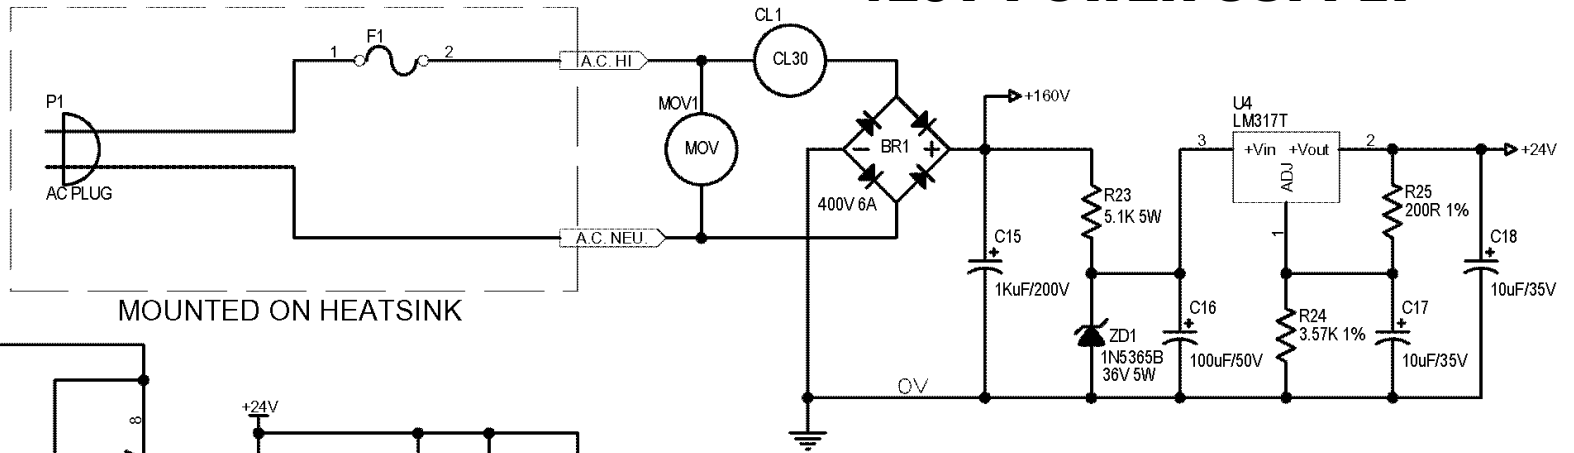 CL1
F1
1
2
A.C. HI
CL30
P1
MOV1
+160V
U4
LM317T
MOV
BR1
3
+Vin
+Vout
2
+24V
ADJ
AC PLUG
400V 6A
R23
5.1K 5W
R25
200R 1%
A.C. NEU.
C15
1KuF/200V
1
C18
10uF/35V
MOUNTED ON HEATSINK
C16
100uF/50V
R24
3.57K 1%
C17
10uF/35V
ZD1
1N5365B
36V 5W
0V
+24V
8